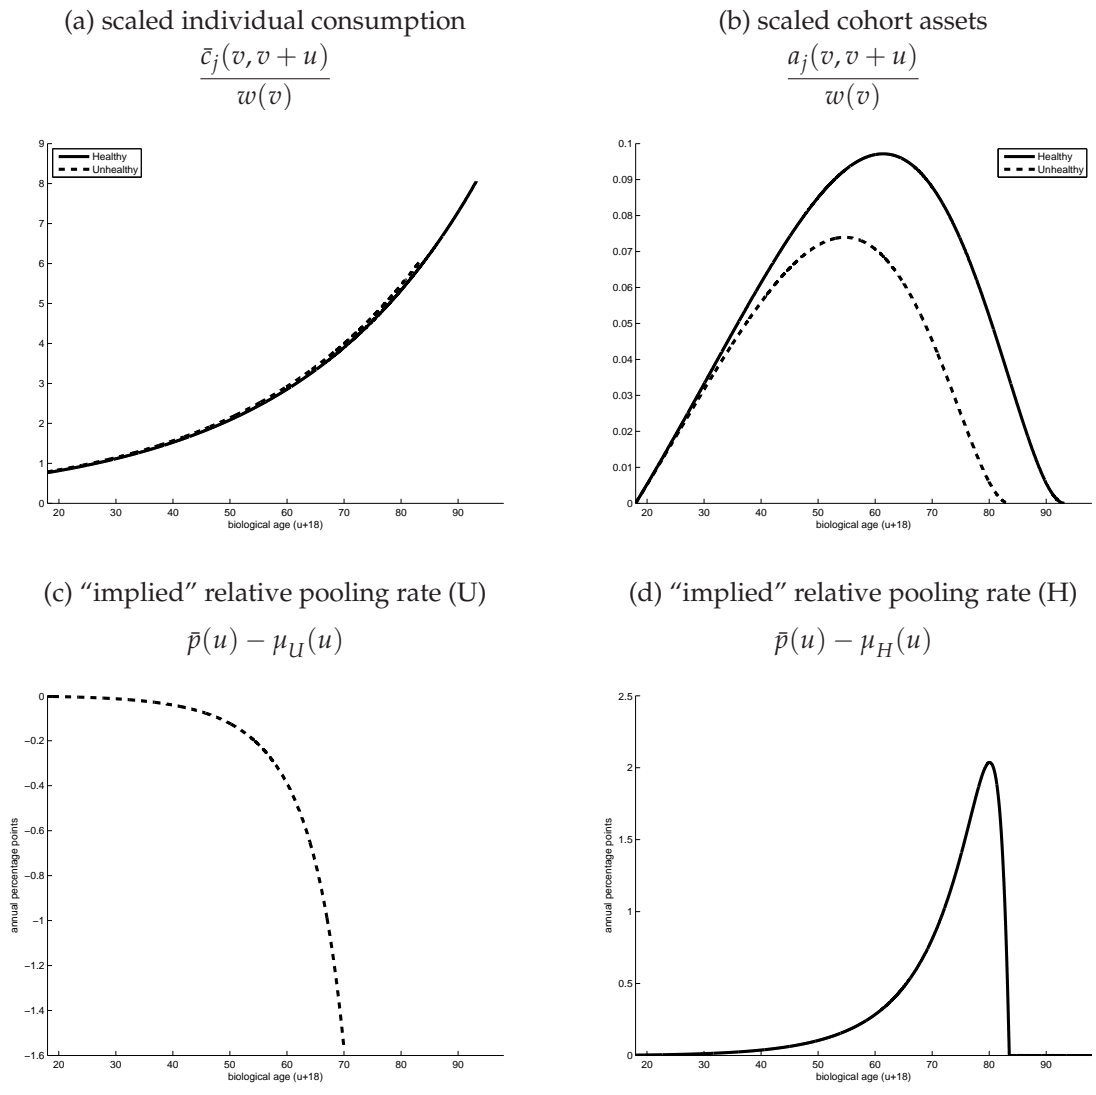 (a) scaled individual consumption
c̄_j(v, v + u)
w(v)
(b) scaled cohort assets
a_j(v, v + u)
w(v)
9
8
7
6
5
4
3
2
1
0
Healthy
Unhealthy
20 30 40 50 60 70 80 90
biological age (u+18)
0.1
0.09
0.08
0.07
0.06
0.05
0.04
0.03
0.02
0.01
0
Healthy
Unhealthy
20 30 40 50 60 70 80 90
biological age (u+18)
(c) “implied” relative pooling rate (U)
p̄(u) − μ_U(u)
(d) “implied” relative pooling rate (H)
p̄(u) − μ_H(u)
annual percentage points
0
−0.2
−0.4
−0.6
−0.8
−1
−1.2
−1.4
−1.6
20 30 40 50 60 70 80 90
biological age (u+18)
annual percentage points
2.5
2
1.5
1
0.5
0
20 30 40 50 60 70 80 90
biological age (u+18)